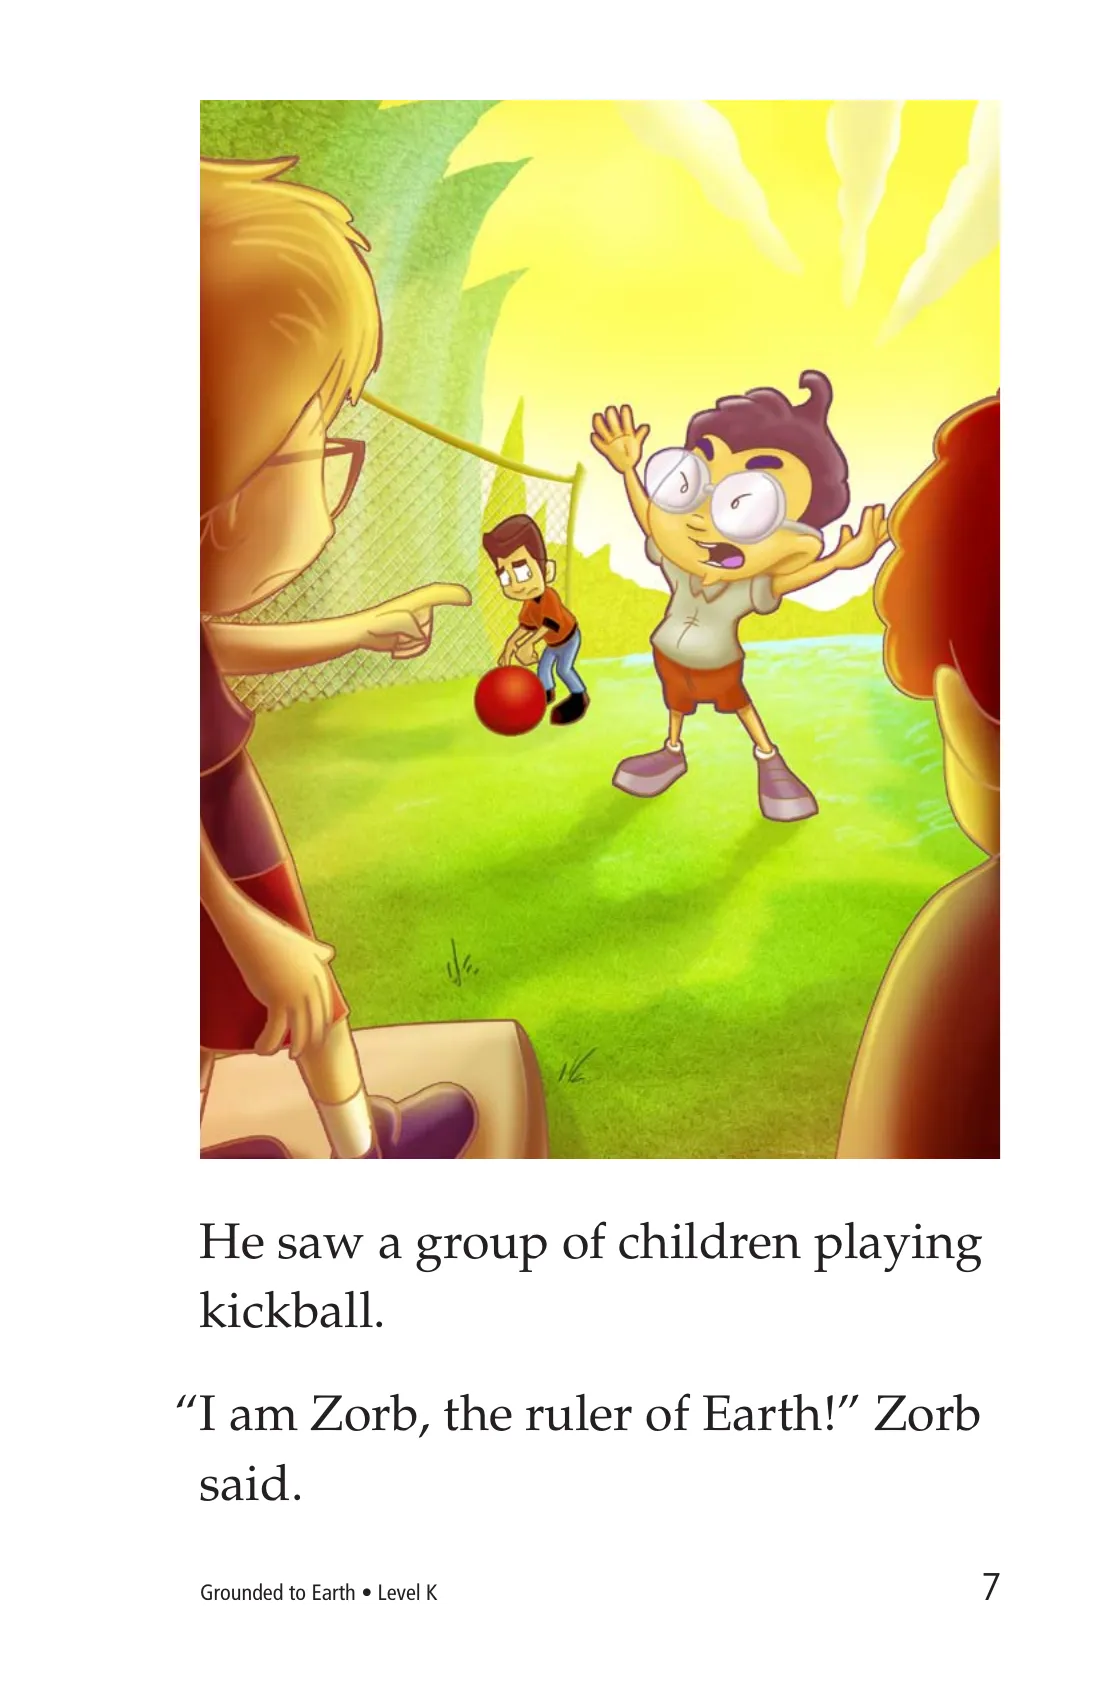 He saw a group of children playing
kickball.
“I am Zorb, the ruler of Earth!” Zorb
said.
Grounded to Earth • Level K
7